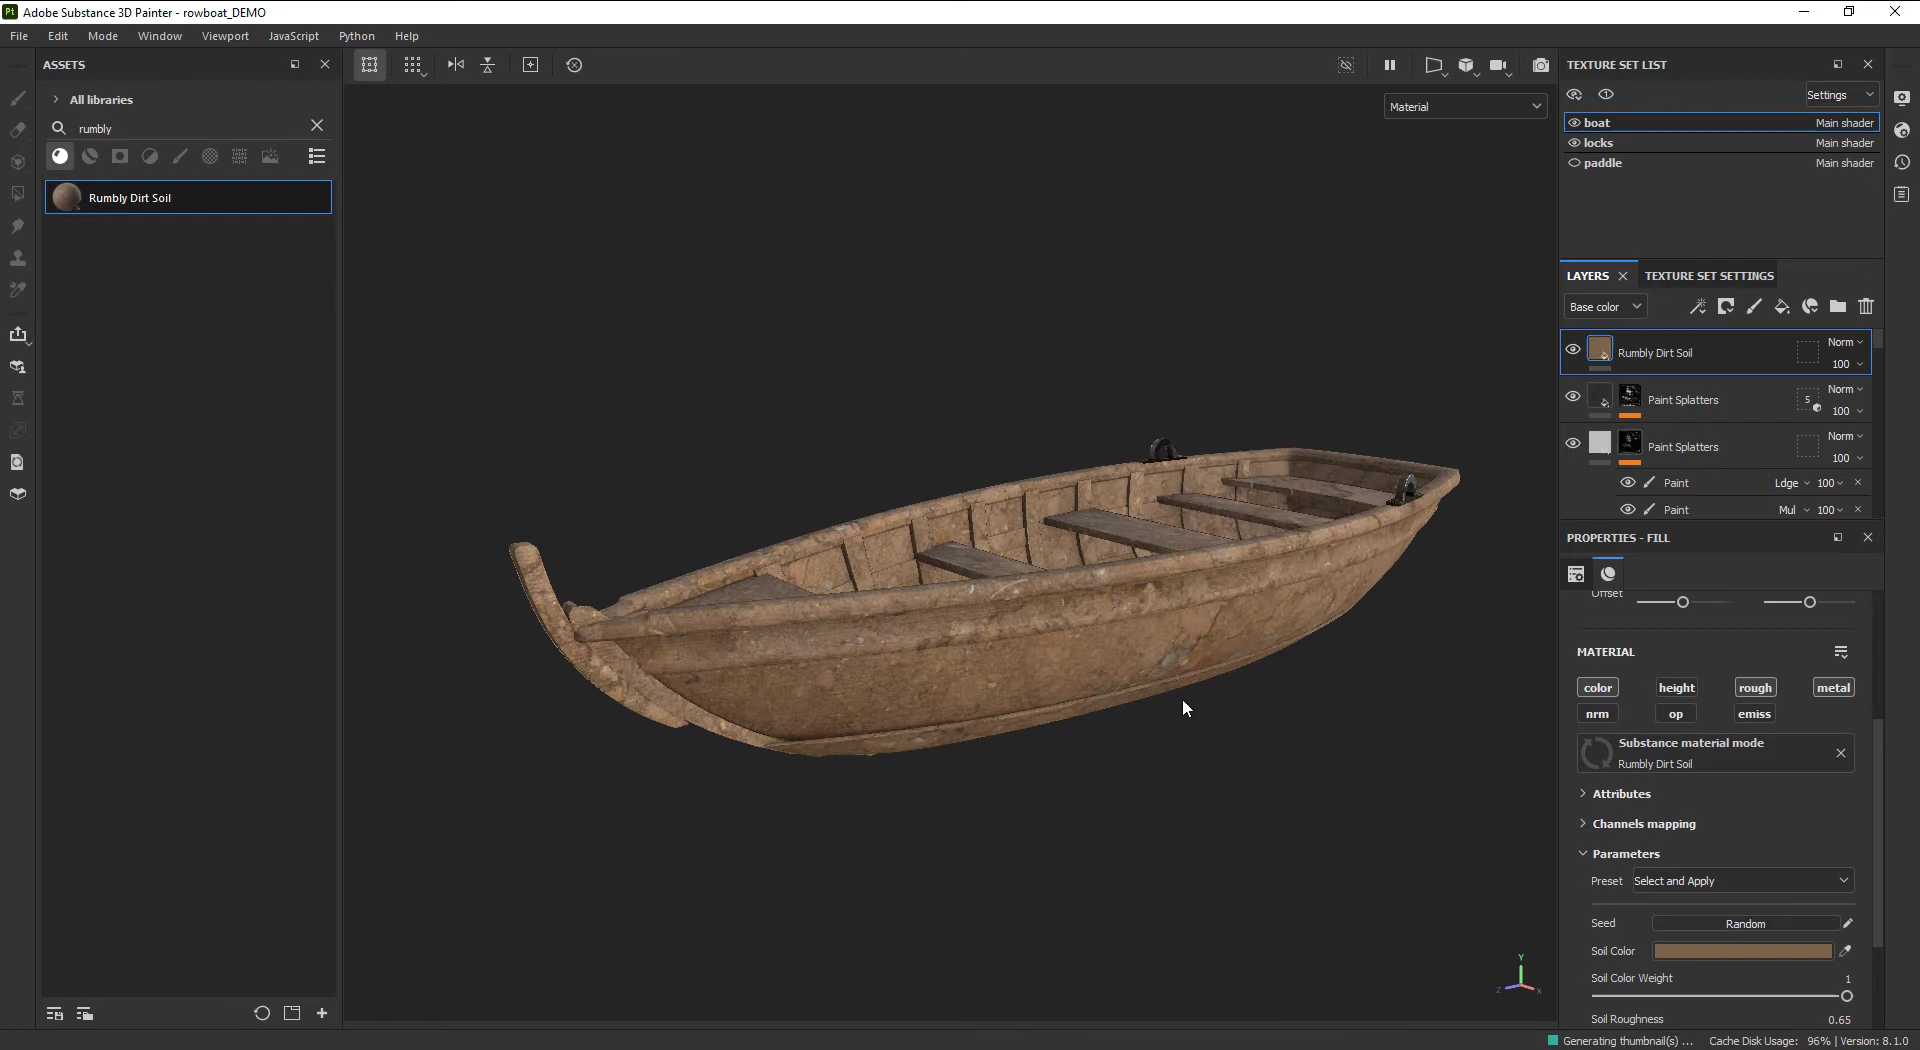 Pt Adobe Substance 3D Painter - rowboat_DEMO
File Edit Mode Window Viewport JavaScript Python Help
ASSETS
All libraries
rumbly
Rumbly Dirt Soil
Material
Y
Z X
TEXTURE SET LIST
Settings
boat Main shader
locks Main shader
paddle Main shader
LAYERS TEXTURE SET SETTINGS
Base color
Rumbly Dirt Soil Norm 100
Paint Splatters 5 Norm 100
Paint Splatters Norm 100
Paint Ldge 100
Paint Mul 100
PROPERTIES - FILL
Offset
MATERIAL
color height rough metal
nrm op emiss
Substance material mode
Rumbly Dirt Soil
Attributes
Channels mapping
Parameters
Preset Select and Apply
Seed Random
Soil Color
Soil Color Weight 1
Soil Roughness 0.65
Generating thumbnail(s) ... Cache Disk Usage: 96% | Version: 8.1.0